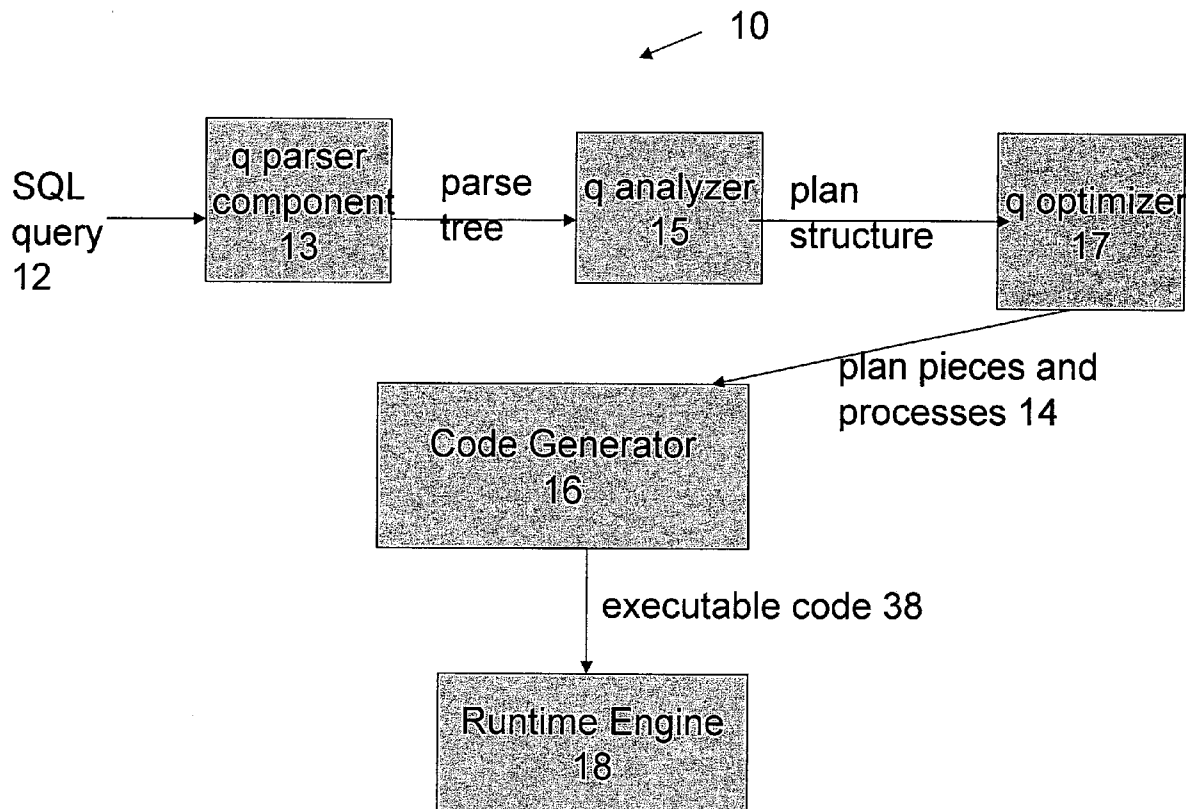 10
SQL
query
12
q parser
component
13
parse
tree
q analyzer
15
plan
structure
q optimizer
17
plan pieces and
processes 14
Code Generator
16
executable code 38
Runtime Engine
18